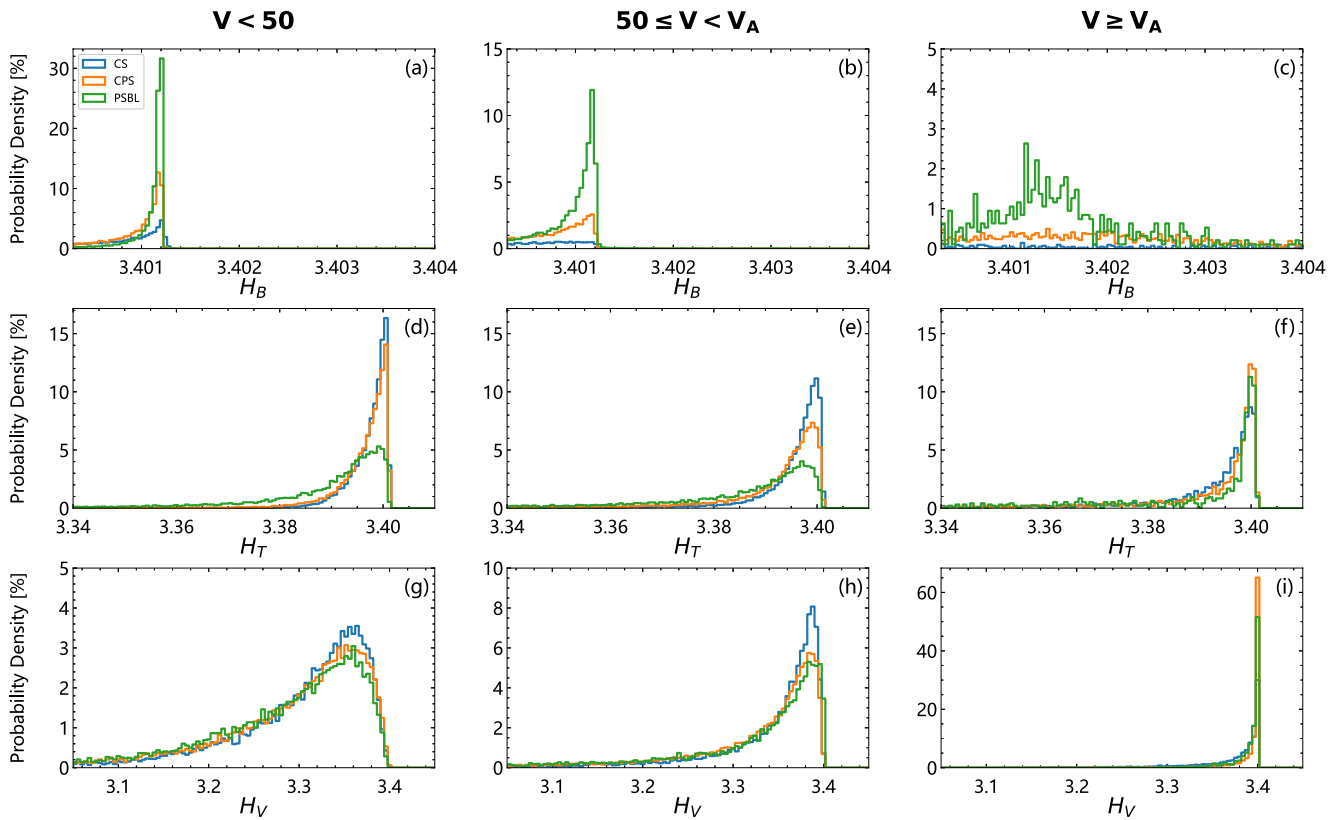 V < 50
50 ≤ V < V_A
V ≥ V_A
Probability Density [%]
30
20
10
0
CS
CPS
PSBL
(a)
3.401
3.402
3.403
3.404
H_B
15
10
5
0
(b)
3.401
3.402
3.403
3.404
H_B
5
4
3
2
1
0
(c)
3.401
3.402
3.403
3.404
H_B
Probability Density [%]
15
10
5
0
(d)
3.34
3.36
3.38
3.40
H_T
15
10
5
0
(e)
3.34
3.36
3.38
3.40
H_T
15
10
5
0
(f)
3.34
3.36
3.38
3.40
H_T
Probability Density [%]
5
4
3
2
1
0
(g)
3.1
3.2
3.3
3.4
H_V
10
8
6
4
2
0
(h)
3.1
3.2
3.3
3.4
H_V
60
40
20
0
(i)
3.1
3.2
3.3
3.4
H_V